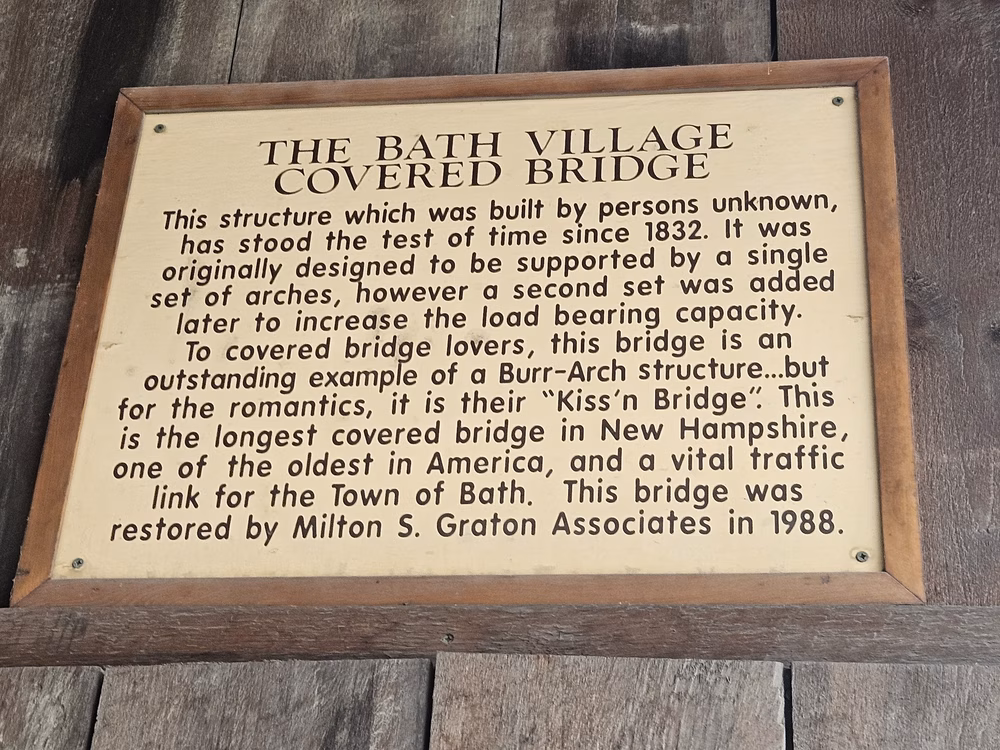 THE BATH VILLAGE
COVERED BRIDGE
This structure which was built by persons unknown,
has stood the test of time since 1832. It was
originally designed to be supported by a single
set of arches, however a second set was added
later to increase the load bearing capacity.
To covered bridge lovers, this bridge is an
outstanding example of a Burr-Arch structure...but
for the romantics, it is their “Kiss'n Bridge”. This
is the longest covered bridge in New Hampshire,
one of the oldest in America, and a vital traffic
link for the Town of Bath. This bridge was
restored by Milton S. Graton Associates in 1988.